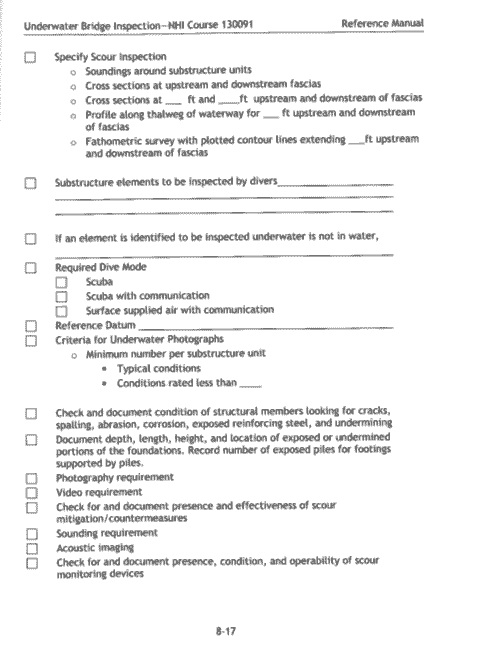 Underwater Bridge Inspection—NHI Course 130091 Reference Manual
☐ Specify Scour Inspection
o Soundings around substructure units
o Cross sections at upstream and downstream fascias
o Cross sections at ___ ft and ____ft upstream and downstream of fascias
o Profile along thalweg of waterway for ___ ft upstream and downstream
of fascias
o Fathometric survey with plotted contour lines extending ___ft upstream
and downstream of fascias
☐ Substructure elements to be inspected by divers____________________
☐ If an element is identified to be inspected underwater is not in water,
☐ Required Dive Mode
☐ Scuba
☐ Scuba with communication
☐ Surface supplied air with communication
☐ Reference Datum ____________________
☐ Criteria for Underwater Photographs
o Minimum number per substructure unit
▪ Typical conditions
▪ Conditions rated less than ____
☐ Check and document condition of structural members looking for cracks,
spalling, abrasion, corrosion, exposed reinforcing steel, and undermining
☐ Document depth, length, height, and location of exposed or undermined
portions of the foundations. Record number of exposed piles for footings
supported by piles.
☐ Photography requirement
☐ Video requirement
☐ Check for and document presence and effectiveness of scour
mitigation/countermeasures
☐ Sounding requirement
☐ Acoustic imaging
☐ Check for and document presence, condition, and operability of scour
monitoring devices
8-17